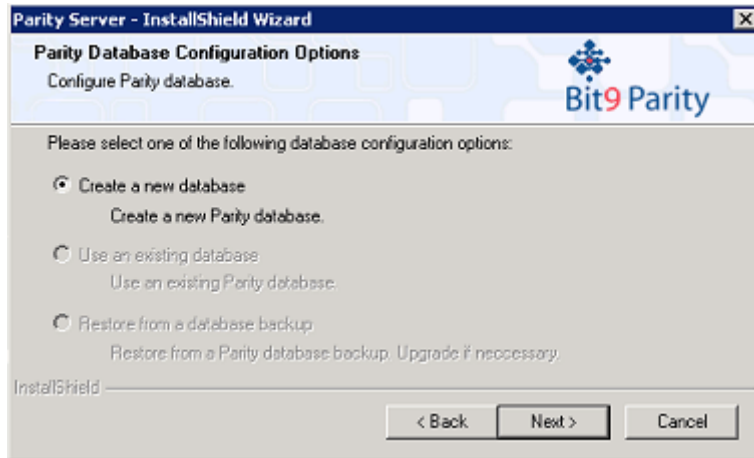 Parity Server - InstallShield Wizard
Parity Database Configuration Options
Configure Parity database.
Bit9 Parity
Please select one of the following database configuration options:
Create a new database
Create a new Parity database.
Use an existing database
Use an existing Parity database.
Restore from a database backup
Restore from a Parity database backup. Upgrade if neccessary.
InstallShield
< Back Next > Cancel